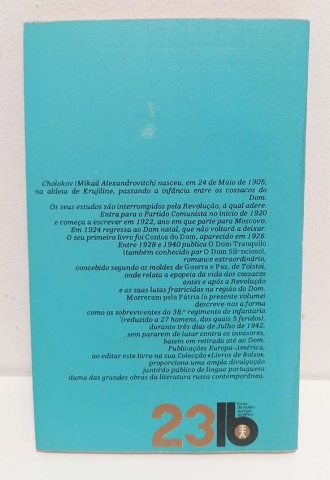 Cholokov (Mikail Alexandrovitch) nasceu, em 24 de Maio de 1905,
na aldeia de Krujiline, passando a infância entre os cossacos do
Dom.
Os seus estudos são interrompidos pela Revolução, à qual adere.
Entra para o Partido Comunista no início de 1920
e começa a escrever em 1922, ano em que parte para Moscovo.
Em 1924 regressa ao Dom natal, que não voltará a deixar.
O seu primeiro livro foi Contos do Dom, aparecido em 1926.
Entre 1928 e 1940 publica O Dom Tranquilo
(também conhecido por O Dom Silencioso),
romance extraordinário,
concebido segundo os moldes de Guerra e Paz, de Tolstoi,
onde relata a epopeia da vida dos cossacos
antes e após a Revolução
e as suas lutas fratricidas na região do Dom.
Morreram pela Pátria (o presente volume)
descreve-nos a forma
como os sobreviventes do 38.º regimento de infantaria
(reduzido a 27 homens, dos quais 5 feridos),
durante três dias de Julho de 1942,
sem pararem de lutar contra os invasores,
batem em retirada até ao Dom.
Publicações Europa-América,
ao editar este livro na sua Colecção «Livros de Bolso»,
proporciona uma ampla divulgação
junto do público de língua portuguesa
duma das grandes obras da literatura russa contemporânea.
23 lb
livros
de bolso
europa
américa